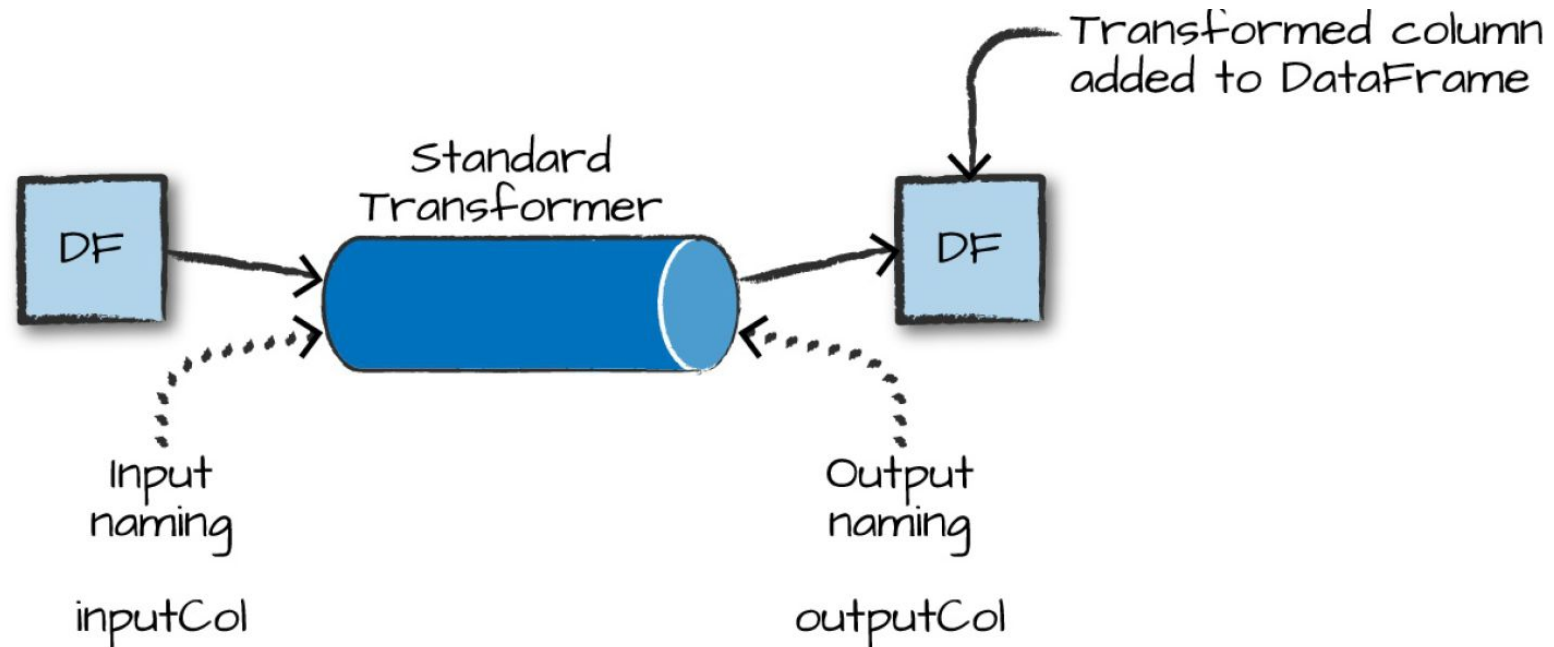 Transformed column
added to DataFrame
Standard
Transformer
DF
DF
Input
naming
Output
naming
inputCol
outputCol